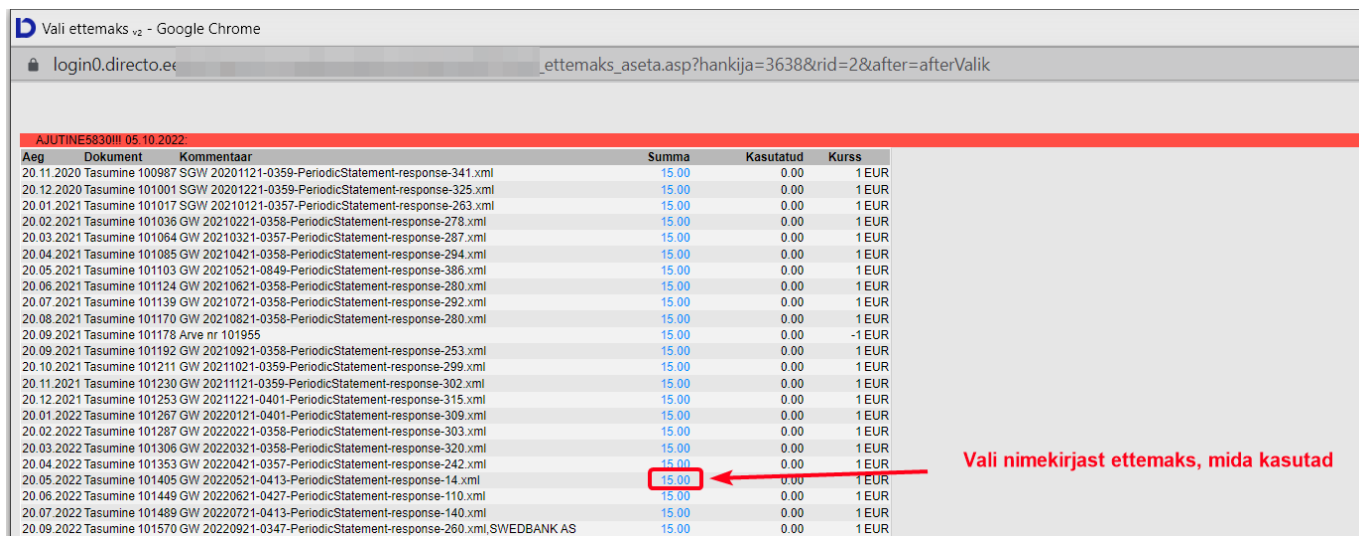 Vali ettemaks v2 - Google Chrome
login0.directo.ee _ettemaks_aseta.asp?hankija=3638&rid=2&after=afterValik
AJUTINE5830!!! 05.10.2022:
Aeg Dokument Kommentaar Summa Kasutatud Kurss
20.11.2020 Tasumine 100987 SGW 20201121-0359-PeriodicStatement-response-341.xml 15.00 0.00 1 EUR
20.12.2020 Tasumine 101001 SGW 20201221-0359-PeriodicStatement-response-325.xml 15.00 0.00 1 EUR
20.01.2021 Tasumine 101017 SGW 20210121-0357-PeriodicStatement-response-263.xml 15.00 0.00 1 EUR
20.02.2021 Tasumine 101036 GW 20210221-0358-PeriodicStatement-response-278.xml 15.00 0.00 1 EUR
20.03.2021 Tasumine 101064 GW 20210321-0357-PeriodicStatement-response-287.xml 15.00 0.00 1 EUR
20.04.2021 Tasumine 101085 GW 20210421-0358-PeriodicStatement-response-294.xml 15.00 0.00 1 EUR
20.05.2021 Tasumine 101103 GW 20210521-0849-PeriodicStatement-response-386.xml 15.00 0.00 1 EUR
20.06.2021 Tasumine 101124 GW 20210621-0358-PeriodicStatement-response-280.xml 15.00 0.00 1 EUR
20.07.2021 Tasumine 101139 GW 20210721-0358-PeriodicStatement-response-292.xml 15.00 0.00 1 EUR
20.08.2021 Tasumine 101170 GW 20210821-0358-PeriodicStatement-response-280.xml 15.00 0.00 1 EUR
20.09.2021 Tasumine 101178 Arve nr 101955 15.00 0.00 -1 EUR
20.09.2021 Tasumine 101192 GW 20210921-0358-PeriodicStatement-response-253.xml 15.00 0.00 1 EUR
20.10.2021 Tasumine 101211 GW 20211021-0359-PeriodicStatement-response-299.xml 15.00 0.00 1 EUR
20.11.2021 Tasumine 101230 GW 20211121-0359-PeriodicStatement-response-302.xml 15.00 0.00 1 EUR
20.12.2021 Tasumine 101253 GW 20211221-0401-PeriodicStatement-response-315.xml 15.00 0.00 1 EUR
20.01.2022 Tasumine 101267 GW 20220121-0401-PeriodicStatement-response-309.xml 15.00 0.00 1 EUR
20.02.2022 Tasumine 101287 GW 20220221-0358-PeriodicStatement-response-303.xml 15.00 0.00 1 EUR
20.03.2022 Tasumine 101306 GW 20220321-0358-PeriodicStatement-response-320.xml 15.00 0.00 1 EUR
20.04.2022 Tasumine 101353 GW 20220421-0357-PeriodicStatement-response-242.xml 15.00 0.00 1 EUR
20.05.2022 Tasumine 101405 GW 20220521-0413-PeriodicStatement-response-14.xml 15.00 0.00 1 EUR
20.06.2022 Tasumine 101449 GW 20220621-0427-PeriodicStatement-response-110.xml 15.00 0.00 1 EUR
20.07.2022 Tasumine 101489 GW 20220721-0413-PeriodicStatement-response-140.xml 15.00 0.00 1 EUR
20.09.2022 Tasumine 101570 GW 20220921-0347-PeriodicStatement-response-260.xml,SWEDBANK AS 15.00 0.00 1 EUR
Vali nimekirjast ettemaks, mida kasutad